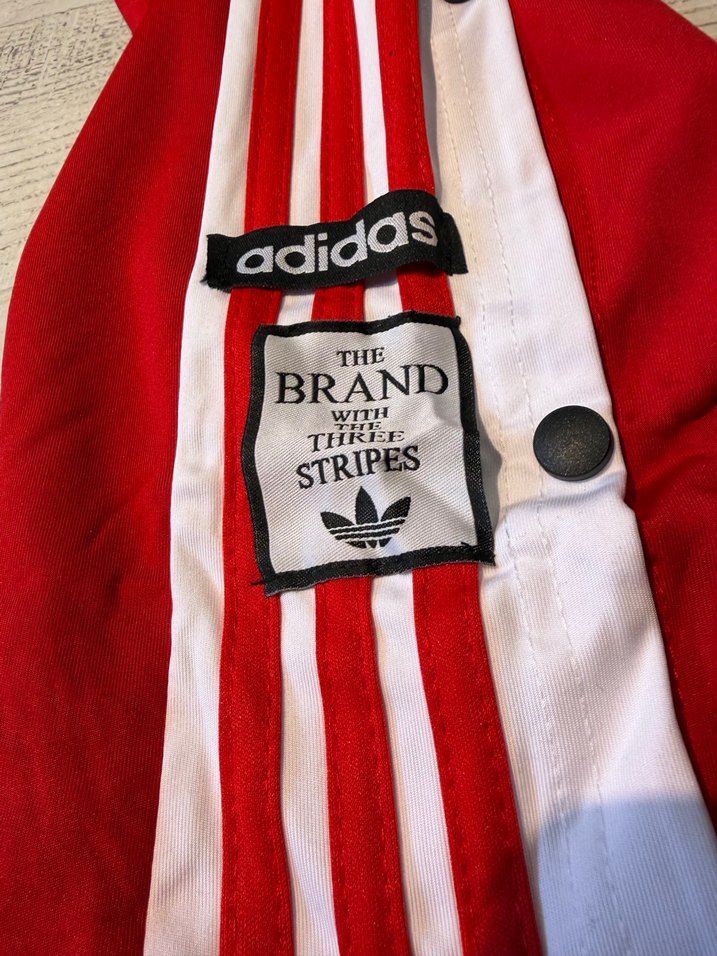 adidas
THE
BRAND
WITH
THE
THREE
STRIPES